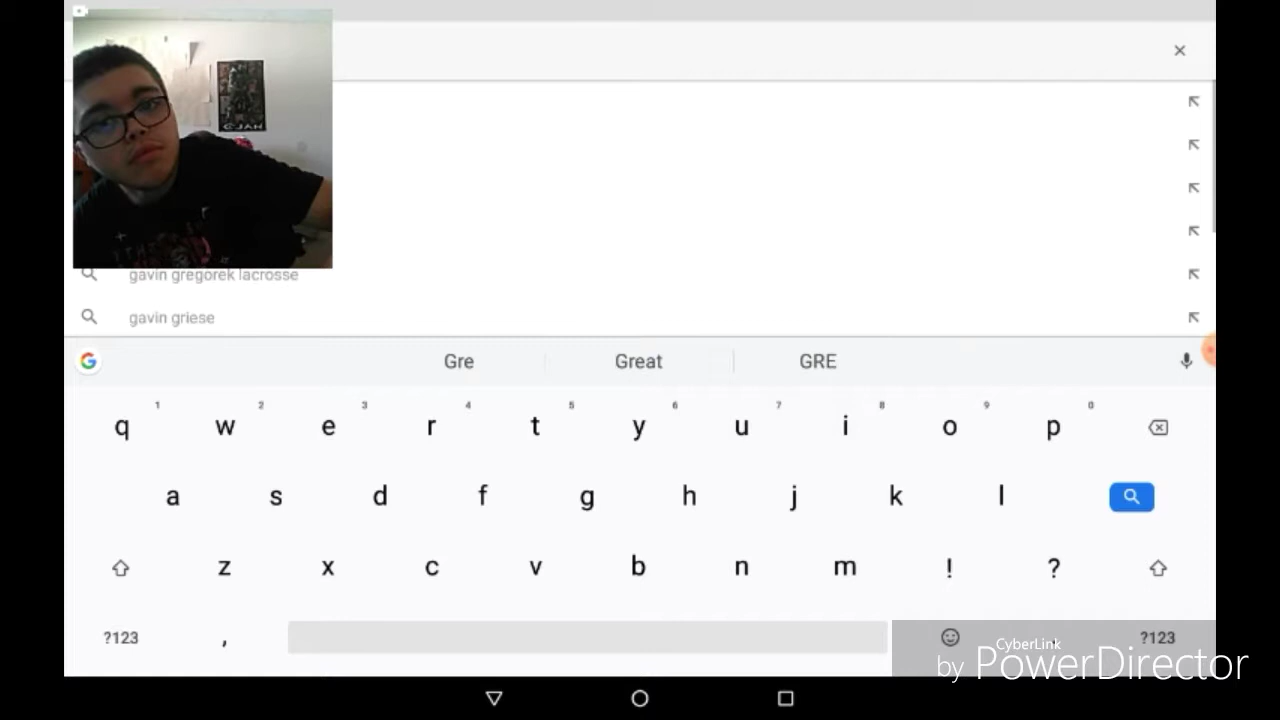 C'JAH
gavin gregorek lacrosse
gavin griese
Gre Great GRE
1 2 3 4 5 6 7 8 9 0
q w e r t y u i o p
a s d f g h j k l
z x c v b n m ! ?
?123 , ?123
CyberLink
by PowerDirector